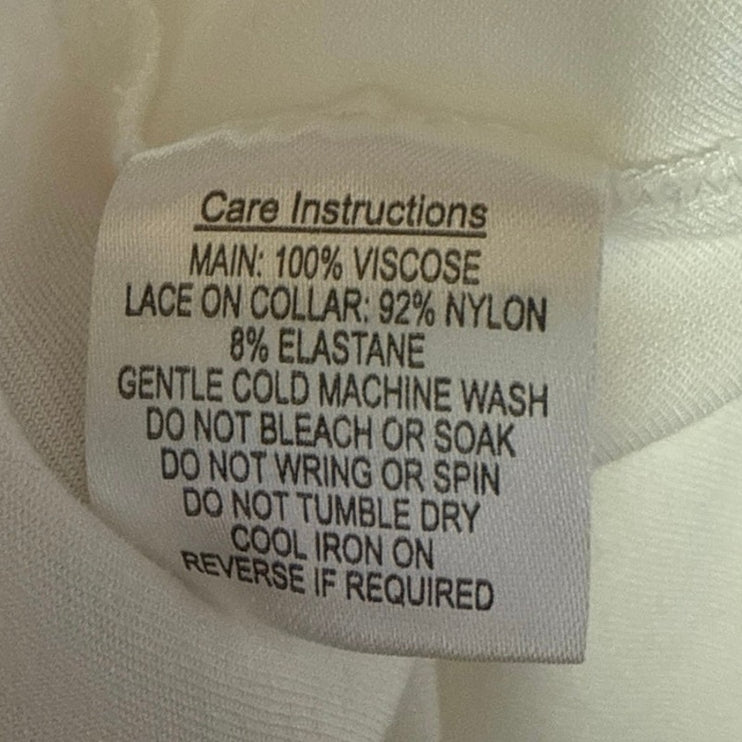 Care Instructions
MAIN: 100% VISCOSE
LACE ON COLLAR: 92% NYLON
8% ELASTANE
GENTLE COLD MACHINE WASH
DO NOT BLEACH OR SOAK
DO NOT WRING OR SPIN
DO NOT TUMBLE DRY
COOL IRON ON
REVERSE IF REQUIRED